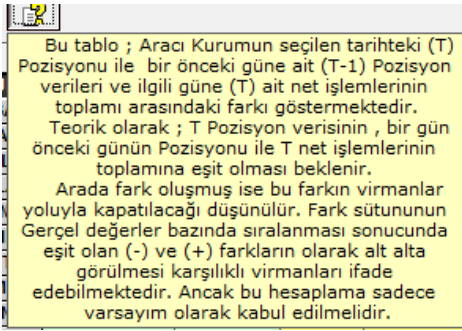 Bu tablo ; Aracı Kurumun seçilen tarihteki (T)
Pozisyonu ile bir önceki güne ait (T-1) Pozisyon
verileri ve ilgili güne (T) ait net işlemlerinin
toplamı arasındaki farkı göstermektedir.
Teorik olarak ; T Pozisyon verisinin , bir gün
önceki günün Pozisyonu ile T net işlemlerinin
toplamına eşit olması beklenir.
Arada fark oluşmuş ise bu farkın virmanlar
yoluyla kapatılacağı düşünülür. Fark sütununun
Gerçel değerler bazında sıralanması sonucunda
eşit olan (-) ve (+) farkların olarak alt alta
görülmesi karşılıklı virmanları ifade
edebilmektedir. Ancak bu hesaplama sadece
varsayım olarak kabul edilmelidir.